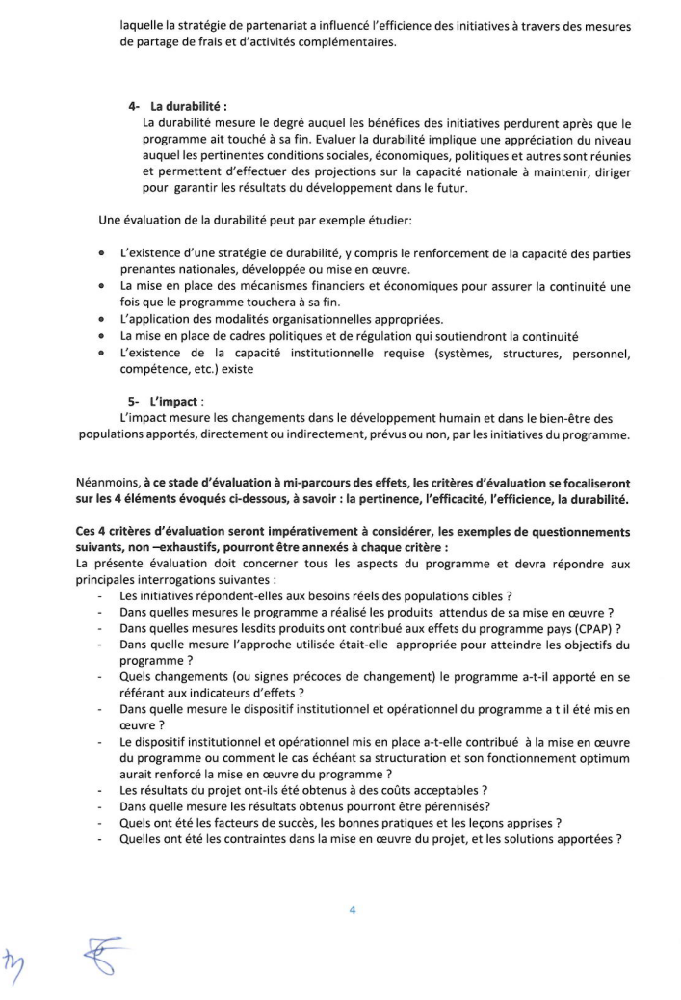 laquelle la stratégie de partenariat a influencé l'efficience des initiatives à travers des mesures
de partage de frais et d'activités complémentaires.
4- La durabilité :
La durabilité mesure le degré auquel les bénéfices des initiatives perdurent après que le
programme ait touché à sa fin. Evaluer la durabilité implique une appréciation du niveau
auquel les pertinentes conditions sociales, économiques, politiques et autres sont réunies
et permettent d'effectuer des projections sur la capacité nationale à maintenir, diriger
pour garantir les résultats du développement dans le futur.
Une évaluation de la durabilité peut par exemple étudier:
• L'existence d'une stratégie de durabilité, y compris le renforcement de la capacité des parties
prenantes nationales, développée ou mise en œuvre.
• La mise en place des mécanismes financiers et économiques pour assurer la continuité une
fois que le programme touchera à sa fin.
• L'application des modalités organisationnelles appropriées.
• La mise en place de cadres politiques et de régulation qui soutiendront la continuité
• L'existence de la capacité institutionnelle requise (systèmes, structures, personnel,
compétence, etc.) existe
5- L'impact :
L'impact mesure les changements dans le développement humain et dans le bien-être des
populations apportés, directement ou indirectement, prévus ou non, par les initiatives du programme.
Néanmoins, à ce stade d'évaluation à mi-parcours des effets, les critères d'évaluation se focaliseront
sur les 4 éléments évoqués ci-dessous, à savoir : la pertinence, l'efficacité, l'efficience, la durabilité.
Ces 4 critères d'évaluation seront impérativement à considérer, les exemples de questionnements
suivants, non –exhaustifs, pourront être annexés à chaque critère :
La présente évaluation doit concerner tous les aspects du programme et devra répondre aux
principales interrogations suivantes :
- Les initiatives répondent-elles aux besoins réels des populations cibles ?
- Dans quelles mesures le programme a réalisé les produits attendus de sa mise en œuvre ?
- Dans quelles mesures lesdits produits ont contribué aux effets du programme pays (CPAP) ?
- Dans quelle mesure l'approche utilisée était-elle appropriée pour atteindre les objectifs du
programme ?
- Quels changements (ou signes précoces de changement) le programme a-t-il apporté en se
référant aux indicateurs d'effets ?
- Dans quelle mesure le dispositif institutionnel et opérationnel du programme a t il été mis en
œuvre ?
- Le dispositif institutionnel et opérationnel mis en place a-t-elle contribué à la mise en œuvre
du programme ou comment le cas échéant sa structuration et son fonctionnement optimum
aurait renforcé la mise en œuvre du programme ?
- Les résultats du projet ont-ils été obtenus à des coûts acceptables ?
- Dans quelle mesure les résultats obtenus pourront être pérennisés?
- Quels ont été les facteurs de succès, les bonnes pratiques et les leçons apprises ?
- Quelles ont été les contraintes dans la mise en œuvre du projet, et les solutions apportées ?
4